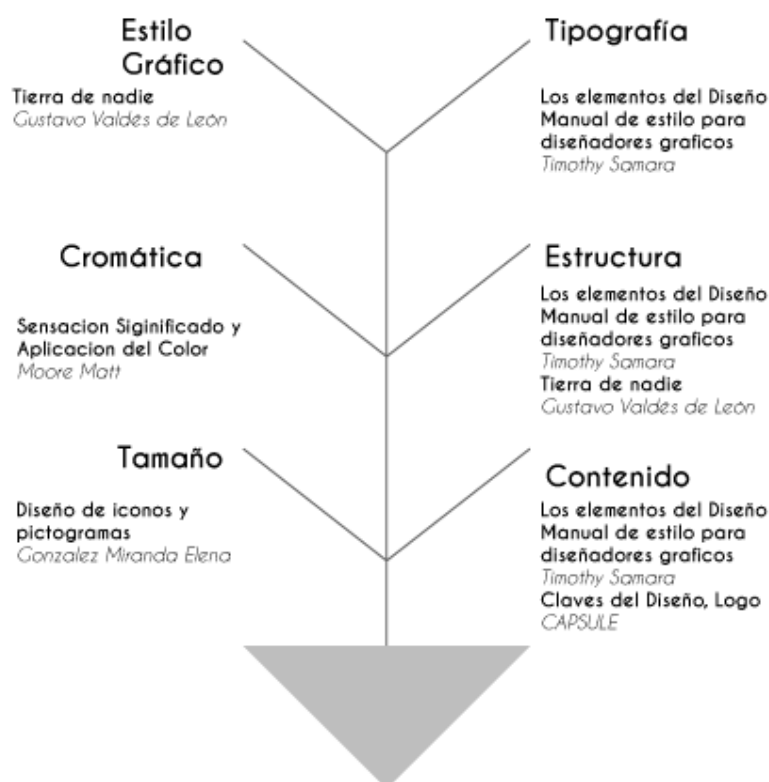 Estilo
Gráfico
Tierra de nadie
Gustavo Valdés de León
Tipografía
Los elementos del Diseño
Manual de estilo para
diseñadores graficos
Timothy Samara
Cromática
Sensacion Siginificado y
Aplicacion del Color
Moore Matt
Estructura
Los elementos del Diseño
Manual de estilo para
diseñadores graficos
Timothy Samara
Tierra de nadie
Gustavo Valdés de León
Tamaño
Diseño de iconos y
pictogramas
Gonzalez Miranda Elena
Contenido
Los elementos del Diseño
Manual de estilo para
diseñadores graficos
Timothy Samara
Claves del Diseño, Logo
CAPSULE